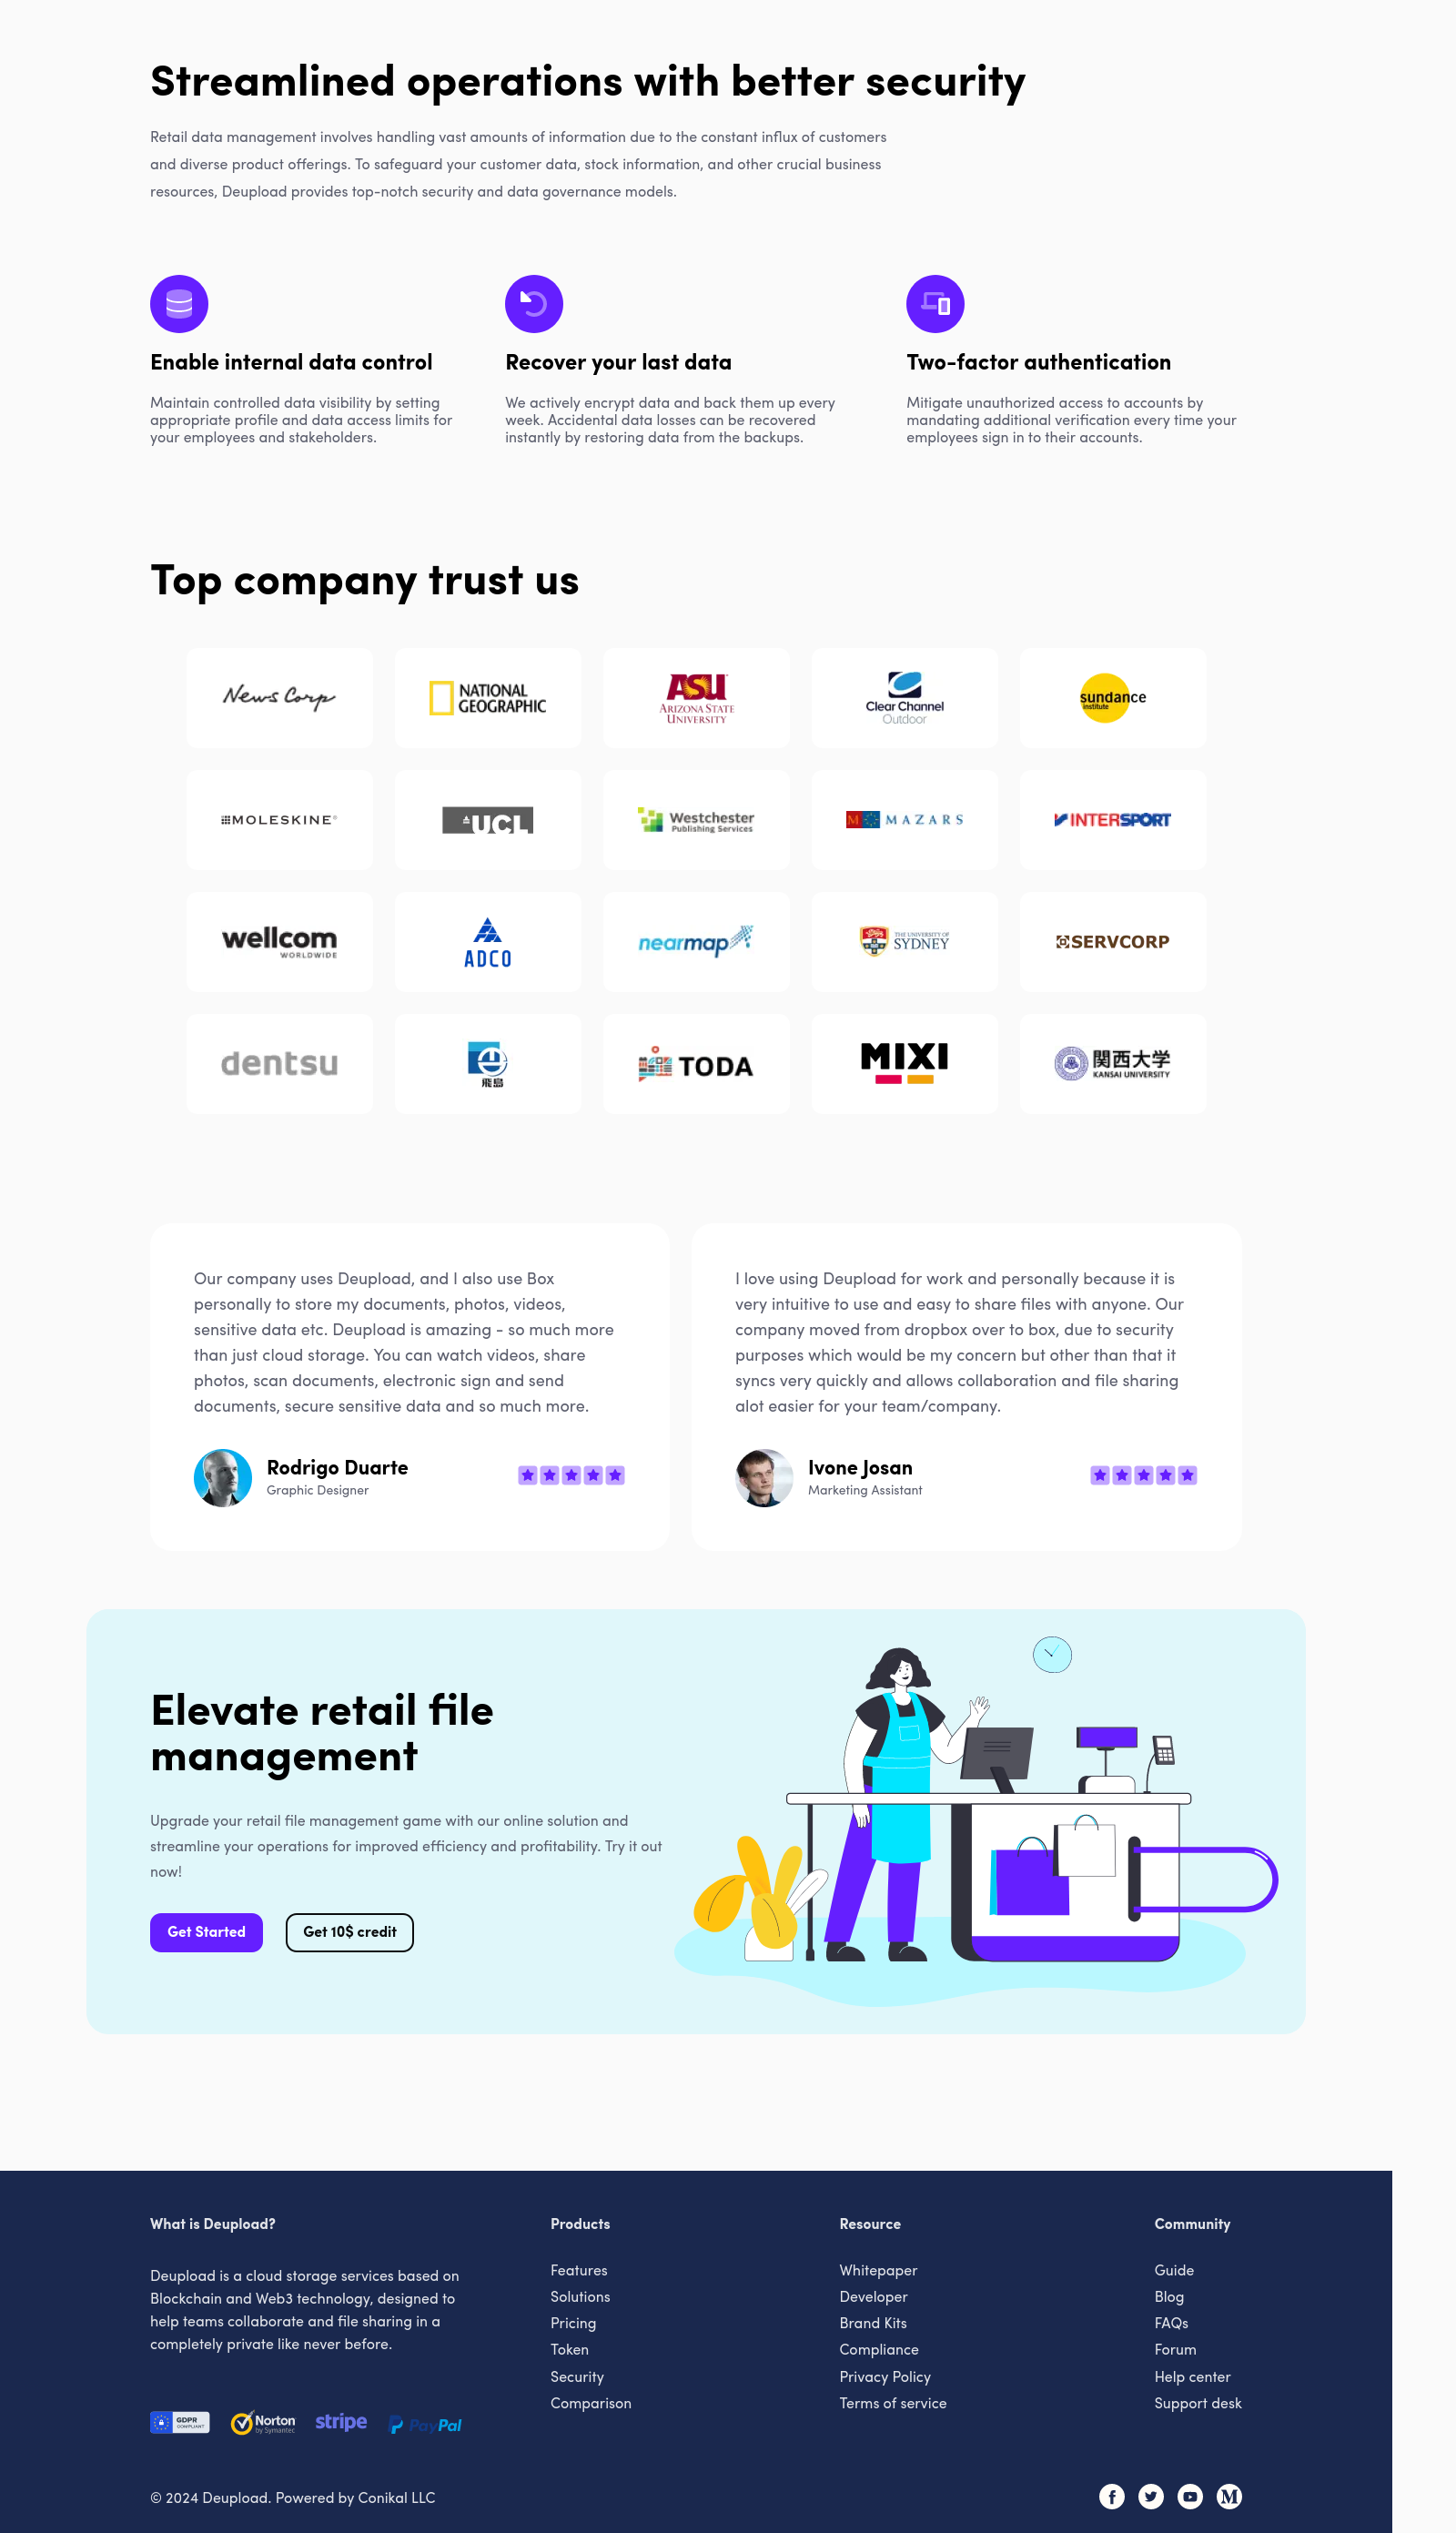 Streamlined operations with better security
Retail data management involves handling vast amounts of information due to the constant influx of customers
and diverse product offerings. To safeguard your customer data, stock information, and other crucial business
resources, Deupload provides top-notch security and data governance models.
Enable internal data control
Maintain controlled data visibility by setting
appropriate profile and data access limits for
your employees and stakeholders.
Recover your last data
We actively encrypt data and back them up every
week. Accidental data losses can be recovered
instantly by restoring data from the backups.
Two-factor authentication
Mitigate unauthorized access to accounts by
mandating additional verification every time your
employees sign in to their accounts.
Top company trust us
News Corp
NATIONAL
GEOGRAPHIC
ASU
ARIZONA STATE
UNIVERSITY
Clear Channel
Outdoor
sundance
institute
MOLESKINE®
UCL
Westchester
Publishing Services
M MAZARS
INTERSPORT
wellcom
WORLDWIDE
ADCO
nearmap
THE UNIVERSITY OF
SYDNEY
SERVCORP
dentsu
飛島
TODA
MIXI
関西大学
KANSAI UNIVERSITY
Our company uses Deupload, and I also use Box
personally to store my documents, photos, videos,
sensitive data etc. Deupload is amazing - so much more
than just cloud storage. You can watch videos, share
photos, scan documents, electronic sign and send
documents, secure sensitive data and so much more.
Rodrigo Duarte
Graphic Designer
I love using Deupload for work and personally because it is
very intuitive to use and easy to share files with anyone. Our
company moved from dropbox over to box, due to security
purposes which would be my concern but other than that it
syncs very quickly and allows collaboration and file sharing
alot easier for your team/company.
Ivone Josan
Marketing Assistant
Elevate retail file
management
Upgrade your retail file management game with our online solution and
streamline your operations for improved efficiency and profitability. Try it out
now!
Get Started
Get 10$ credit
What is Deupload?
Deupload is a cloud storage services based on
Blockchain and Web3 technology, designed to
help teams collaborate and file sharing in a
completely private like never before.
GDPR
COMPLIANT
Norton
by Symantec
stripe
PayPal
Products
Features
Solutions
Pricing
Token
Security
Comparison
Resource
Whitepaper
Developer
Brand Kits
Compliance
Privacy Policy
Terms of service
Community
Guide
Blog
FAQs
Forum
Help center
Support desk
© 2024 Deupload. Powered by Conikal LLC